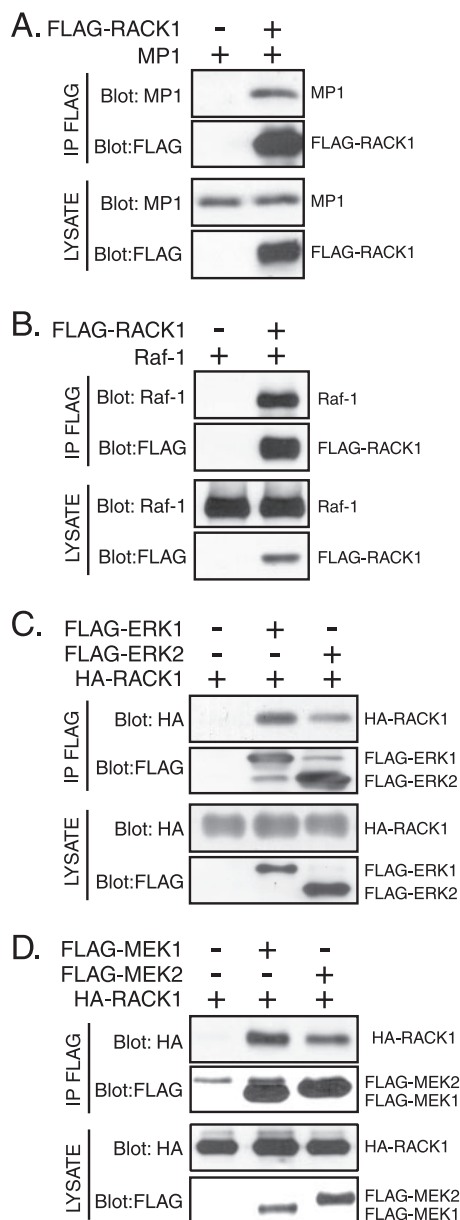 A.
FLAG-RACK1 - +
MP1 + +
IP FLAG
Blot: MP1 MP1
Blot:FLAG FLAG-RACK1
LYSATE
Blot: MP1 MP1
Blot:FLAG FLAG-RACK1
B.
FLAG-RACK1 - +
Raf-1 + +
IP FLAG
Blot: Raf-1 Raf-1
Blot:FLAG FLAG-RACK1
LYSATE
Blot: Raf-1 Raf-1
Blot:FLAG FLAG-RACK1
C.
FLAG-ERK1 - + -
FLAG-ERK2 - - +
HA-RACK1 + + +
IP FLAG
Blot: HA HA-RACK1
Blot:FLAG FLAG-ERK1
FLAG-ERK2
LYSATE
Blot: HA HA-RACK1
Blot:FLAG FLAG-ERK1
FLAG-ERK2
D.
FLAG-MEK1 - + -
FLAG-MEK2 - - +
HA-RACK1 + + +
IP FLAG
Blot: HA HA-RACK1
Blot:FLAG FLAG-MEK2
FLAG-MEK1
LYSATE
Blot: HA HA-RACK1
Blot:FLAG FLAG-MEK2
FLAG-MEK1